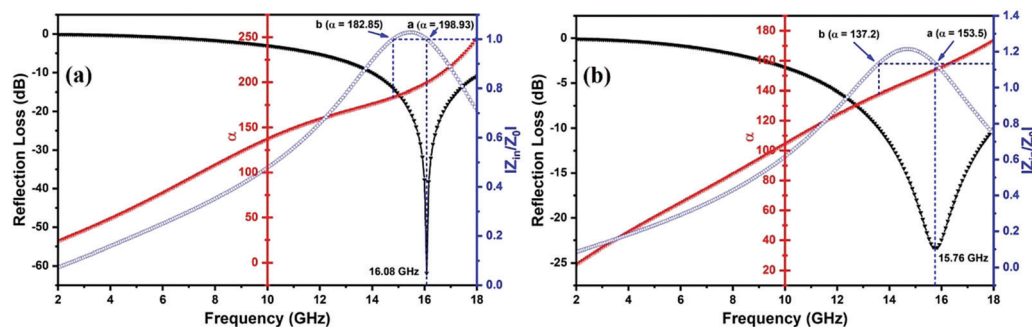 (a)
b (α = 182.85)
a (α = 198.93)
16.08 GHz
Reflection Loss (dB)
0
-10
-20
-30
-40
-50
-60
α
250
200
150
100
50
0
|Zin/Z0|
1.0
0.8
0.6
0.4
0.2
0.0
2 4 6 8 10 12 14 16 18
Frequency (GHz)
(b)
b (α = 137.2)
a (α = 153.5)
15.76 GHz
Reflection Loss (dB)
0
-5
-10
-15
-20
-25
α
180
160
140
120
100
80
60
40
20
|Zin/Z0|
1.4
1.2
1.0
0.8
0.6
0.4
0.2
0.0
2 4 6 8 10 12 14 16 18
Frequency (GHz)